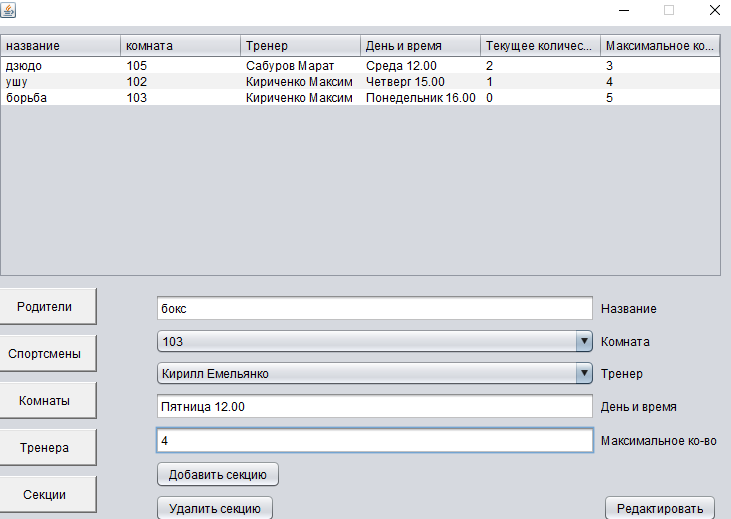 название комната Тренер День и время Текущее количес... Максимальное ко...
дзюдо 105 Сабуров Марат Среда 12.00 2 3
ушу 102 Кириченко Максим Четверг 15.00 1 4
борьба 103 Кириченко Максим Понедельник 16.00 0 5
Родители
Спортсмены
Комнаты
Тренера
Секции
бокс Название
103 Комната
Кирилл Емельянко Тренер
Пятница 12.00 День и время
4 Максимальное ко-во
Добавить секцию
Удалить секцию Редактировать